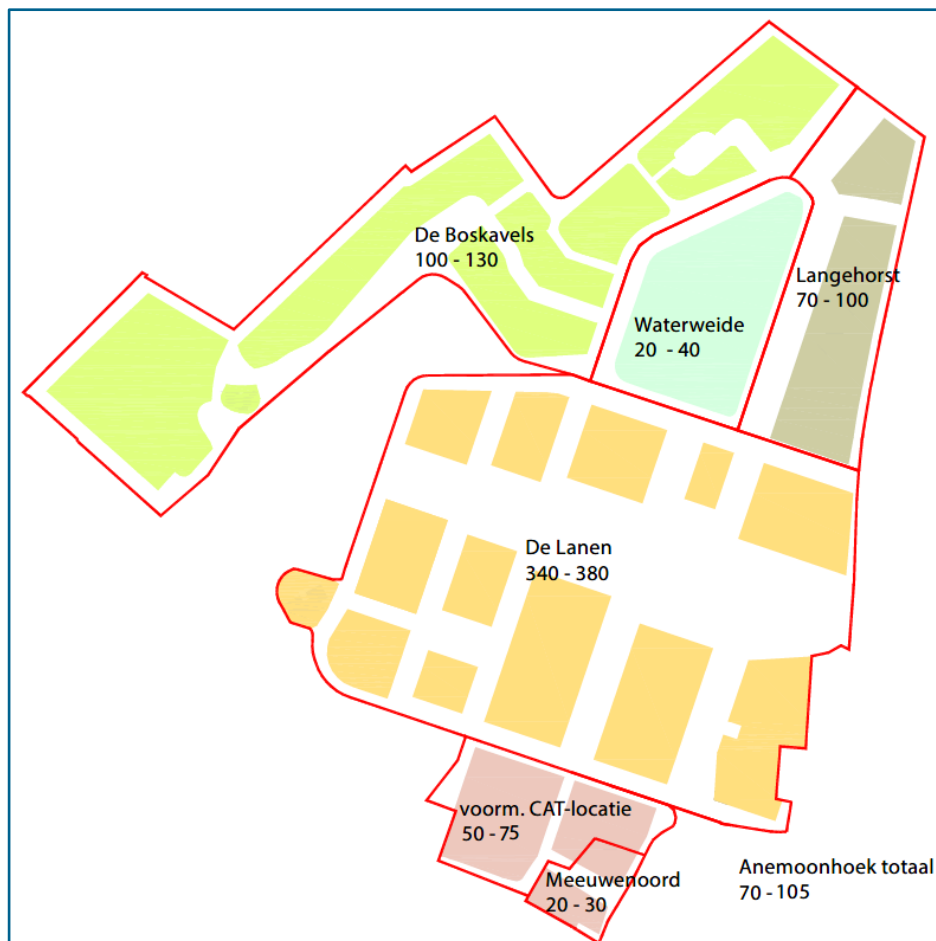 De Boskavels
100 - 130
Langehorst
70 - 100
Waterweide
20 - 40
De Lanen
340 - 380
voorm. CAT-locatie
50 - 75
Meeuwenoord
20 - 30
Anemoonhoek totaal
70 - 105